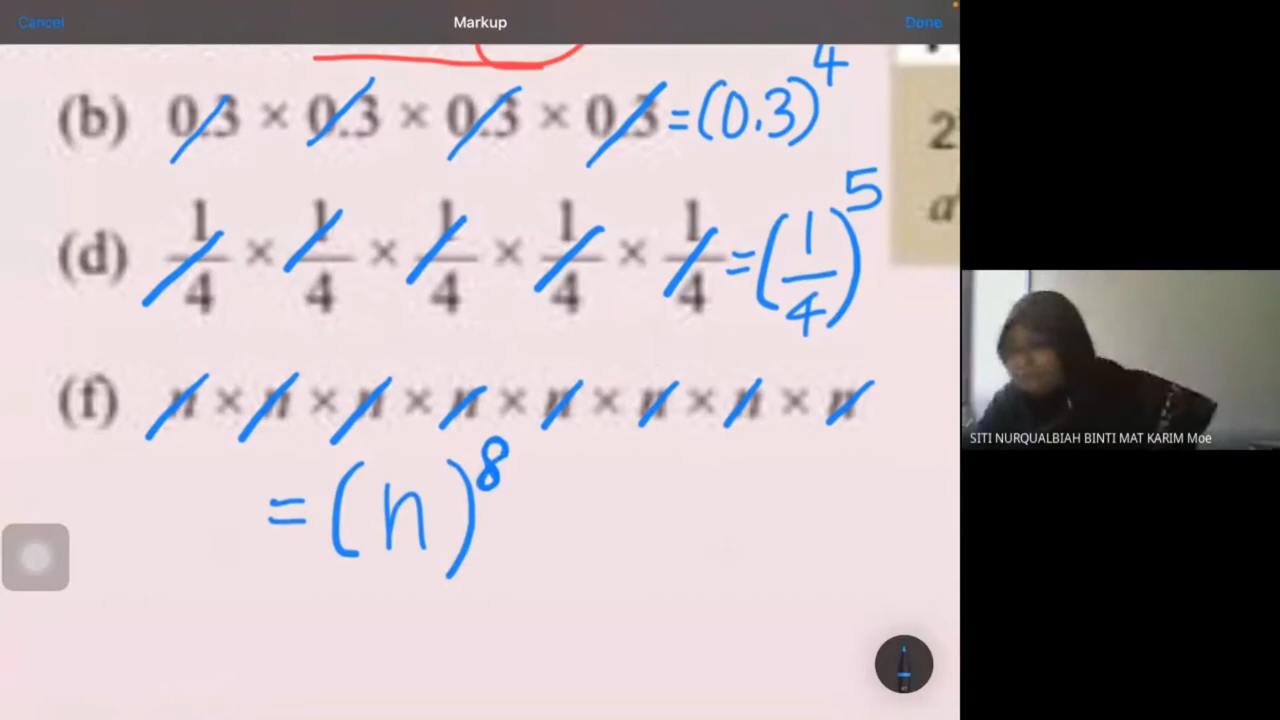 Cancel Markup Done
(b) 0.3 × 0.3 × 0.3 × 0.3 = (0.3)⁴
2
(d) 1/4 × 1/4 × 1/4 × 1/4 × 1/4 = (1/4)⁵
a
(f) n × n × n × n × n × n × n × n
= (n)⁸
SITI NURQUALBIAH BINTI MAT KARIM Moe